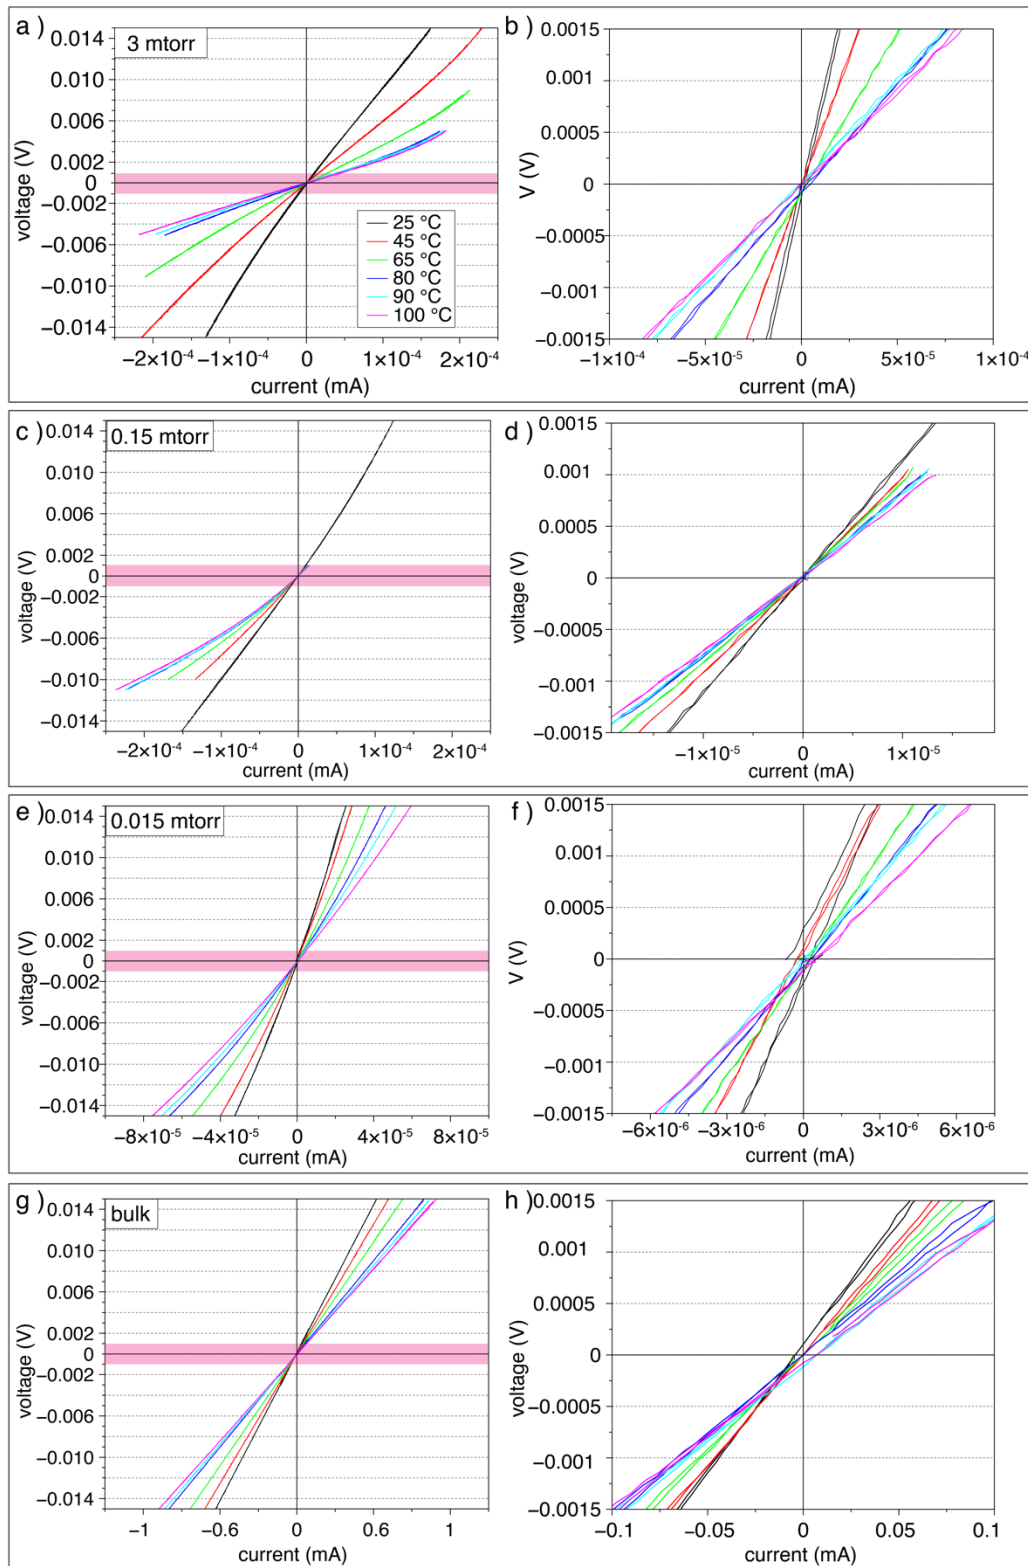 a )
3 mtorr
voltage (V)
0.014
0.010
0.006
0.002
0
−0.002
−0.006
−0.010
−0.014
25 °C
45 °C
65 °C
80 °C
90 °C
100 °C
−2×10⁻⁴ −1×10⁻⁴ 0 1×10⁻⁴ 2×10⁻⁴
current (mA)
b )
V (V)
0.0015
0.001
0.0005
0
−0.0005
−0.001
−0.0015
−1×10⁻⁴ −5×10⁻⁵ 0 5×10⁻⁵ 1×10⁻⁴
current (mA)
c )
0.15 mtorr
voltage (V)
0.014
0.010
0.006
0.002
0
−0.002
−0.006
−0.010
−0.014
−2×10⁻⁴ −1×10⁻⁴ 0 1×10⁻⁴ 2×10⁻⁴
current (mA)
d )
0.0015
0.001
0.0005
0
−0.0005
−0.001
−0.0015
−1×10⁻⁵ 0 1×10⁻⁵
current (mA)
e )
0.015 mtorr
voltage (V)
0.014
0.010
0.006
0.002
0
−0.002
−0.006
−0.010
−0.014
−8×10⁻⁵ −4×10⁻⁵ 0 4×10⁻⁵ 8×10⁻⁵
current (mA)
f )
V (V)
0.0015
0.001
0.0005
0
−0.0005
−0.001
−0.0015
−6×10⁻⁶ −3×10⁻⁶ 0 3×10⁻⁶ 6×10⁻⁶
current (mA)
g )
bulk
voltage (V)
0.014
0.010
0.006
0.002
0
−0.002
−0.006
−0.010
−0.014
−1 −0.6 0 0.6 1
current (mA)
h )
voltage (V)
0.0015
0.001
0.0005
0
−0.0005
−0.001
−0.0015
−0.1 −0.05 0 0.05 0.1
current (mA)